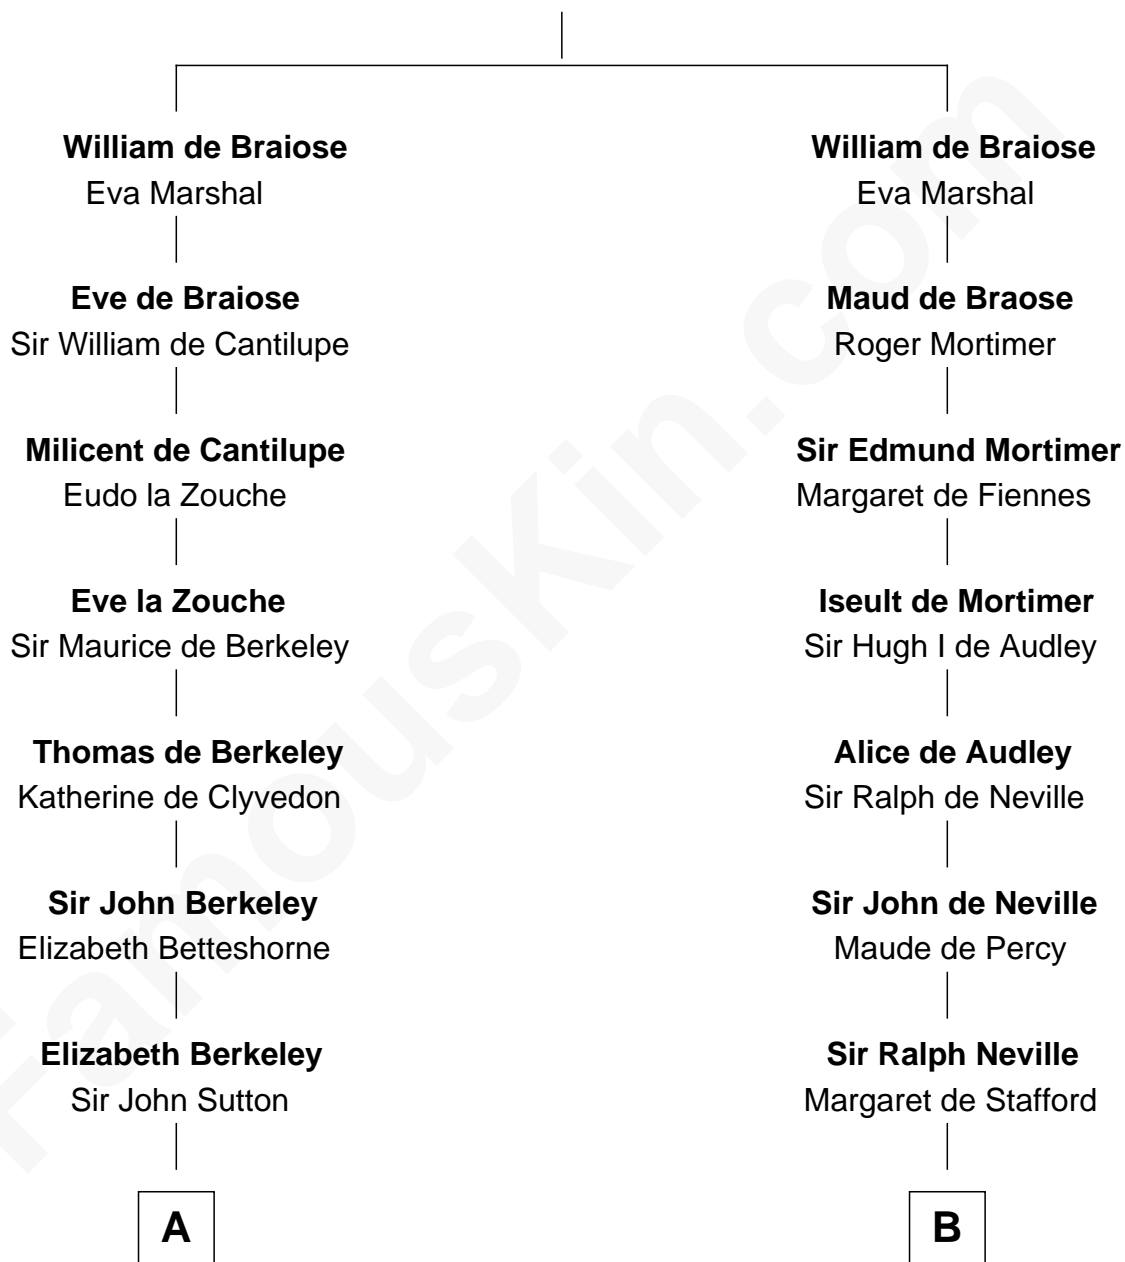 William de Braiose
Eva Marshal
Eve de Braiose
Sir William de Cantilupe
Milicent de Cantilupe
Eudo la Zouche
Eve la Zouche
Sir Maurice de Berkeley
Thomas de Berkeley
Katherine de Clyvedon
Sir John Berkeley
Elizabeth Betteshorne
Elizabeth Berkeley
Sir John Sutton
A
William de Braiose
Eva Marshal
Maud de Braose
Roger Mortimer
Sir Edmund Mortimer
Margaret de Fiennes
Iseult de Mortimer
Sir Hugh I de Audley
Alice de Audley
Sir Ralph de Neville
Sir John de Neville
Maude de Percy
Sir Ralph Neville
Margaret de Stafford
B
FamousKin.com